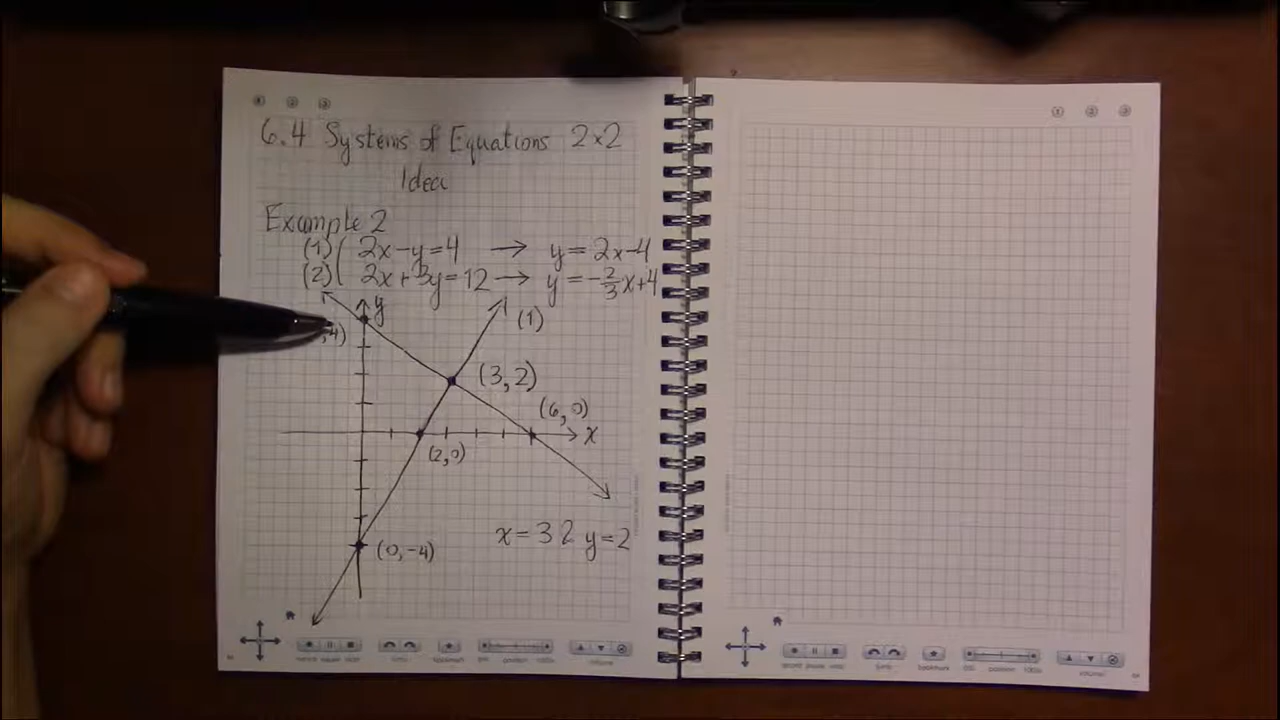 6.4 Systems of Equations 2×2
Idea
Example 2
(1) ( 2x-y=4 → y=2x-4
(2) ( 2x+3y=12 → y=-2/3x+4
y
,4)
(1)
(3,2)
(6,0)
x
(2,0)
x=3 & y=2
(0,-4)